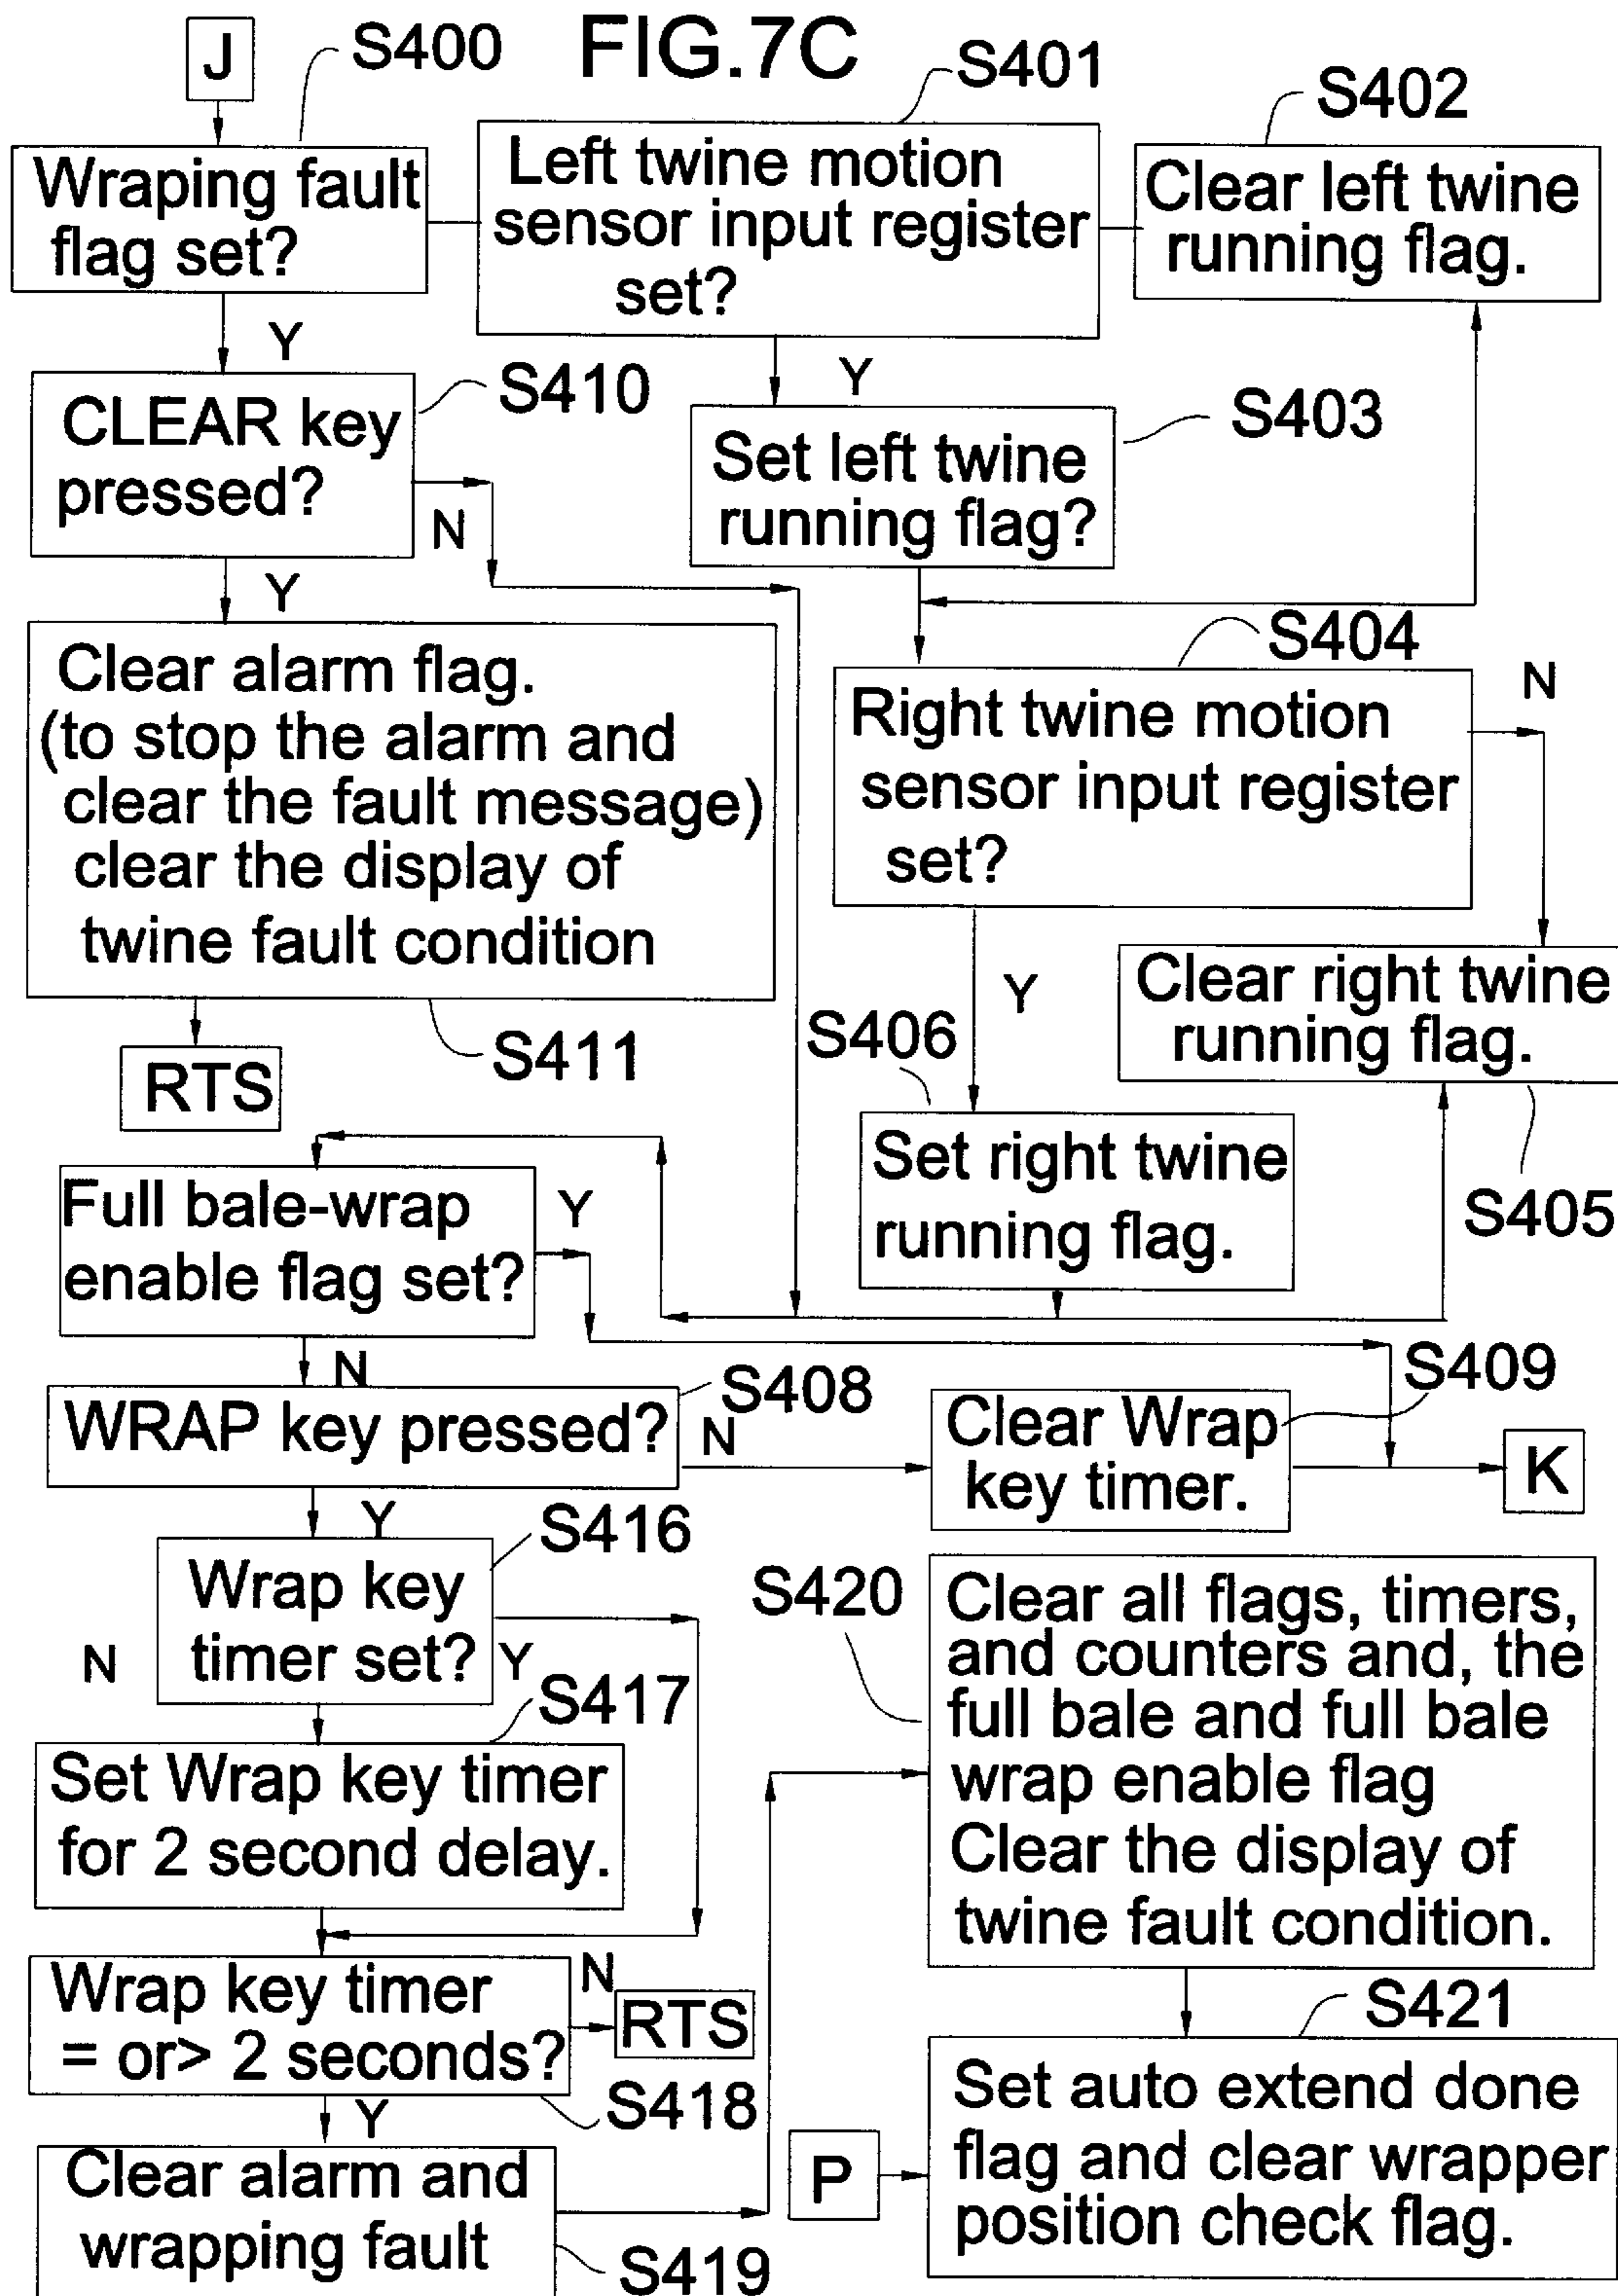 FIG.7C
J
S400
S401
S402
Wraping fault
flag set?
Left twine motion
sensor input register
set?
Clear left twine
running flag.
Y
Y
S410
S403
CLEAR key
pressed?
N
Set left twine
running flag?
Y
S404
Clear alarm flag.
(to stop the alarm and
clear the fault message)
clear the display of
twine fault condition
Right twine motion
sensor input register
set?
N
Y
Clear right twine
running flag.
S406
S411
RTS
Set right twine
running flag.
S405
Full bale-wrap
enable flag set?
Y
N
S408
S409
WRAP key pressed?
N
Clear Wrap
key timer.
K
Y
S416
Wrap key
timer set?
N
Y
S417
S420
Clear all flags, timers,
and counters and, the
full bale and full bale
wrap enable flag
Clear the display of
twine fault condition.
Set Wrap key timer
for 2 second delay.
Wrap key timer
= or> 2 seconds?
N
RTS
S418
S421
Y
P
Set auto extend done
flag and clear wrapper
position check flag.
Clear alarm and
wrapping fault
S419